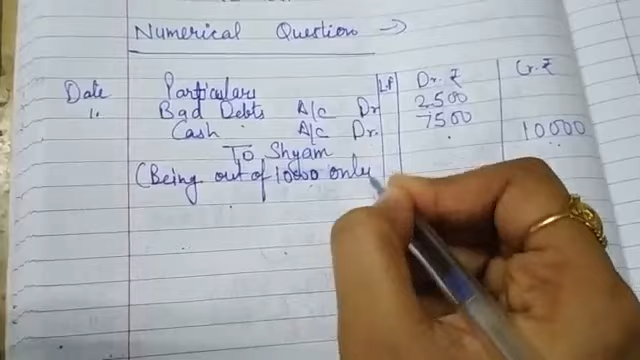 Numerical Question →
Date Particulars L.F Dr. ₹ Cr. ₹
1. Bad Debts A/c Dr 2500
Cash A/c Dr. 7500
To Shyam 10000
(Being out of 10000 only